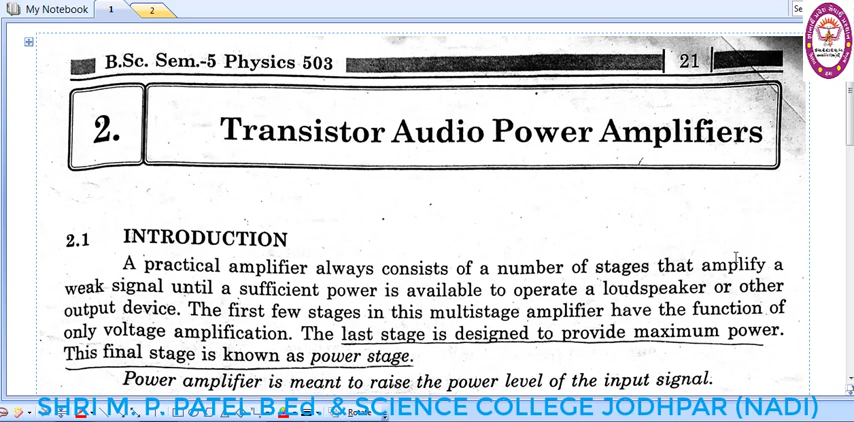 My Notebook 1 2 Se
B.Sc. Sem.-5 Physics 503 21
2. Transistor Audio Power Amplifiers
2.1 INTRODUCTION
A practical amplifier always consists of a number of stages that amplify a
weak signal until a sufficient power is available to operate a loudspeaker or other
output device. The first few stages in this multistage amplifier have the function of
only voltage amplification. The last stage is designed to provide maximum power.
This final stage is known as power stage.
Power amplifier is meant to raise the power level of the input signal.
Rotate
SHRI M. P. PATEL B.Ed. & SCIENCE COLLEGE JODHPAR (NADI)